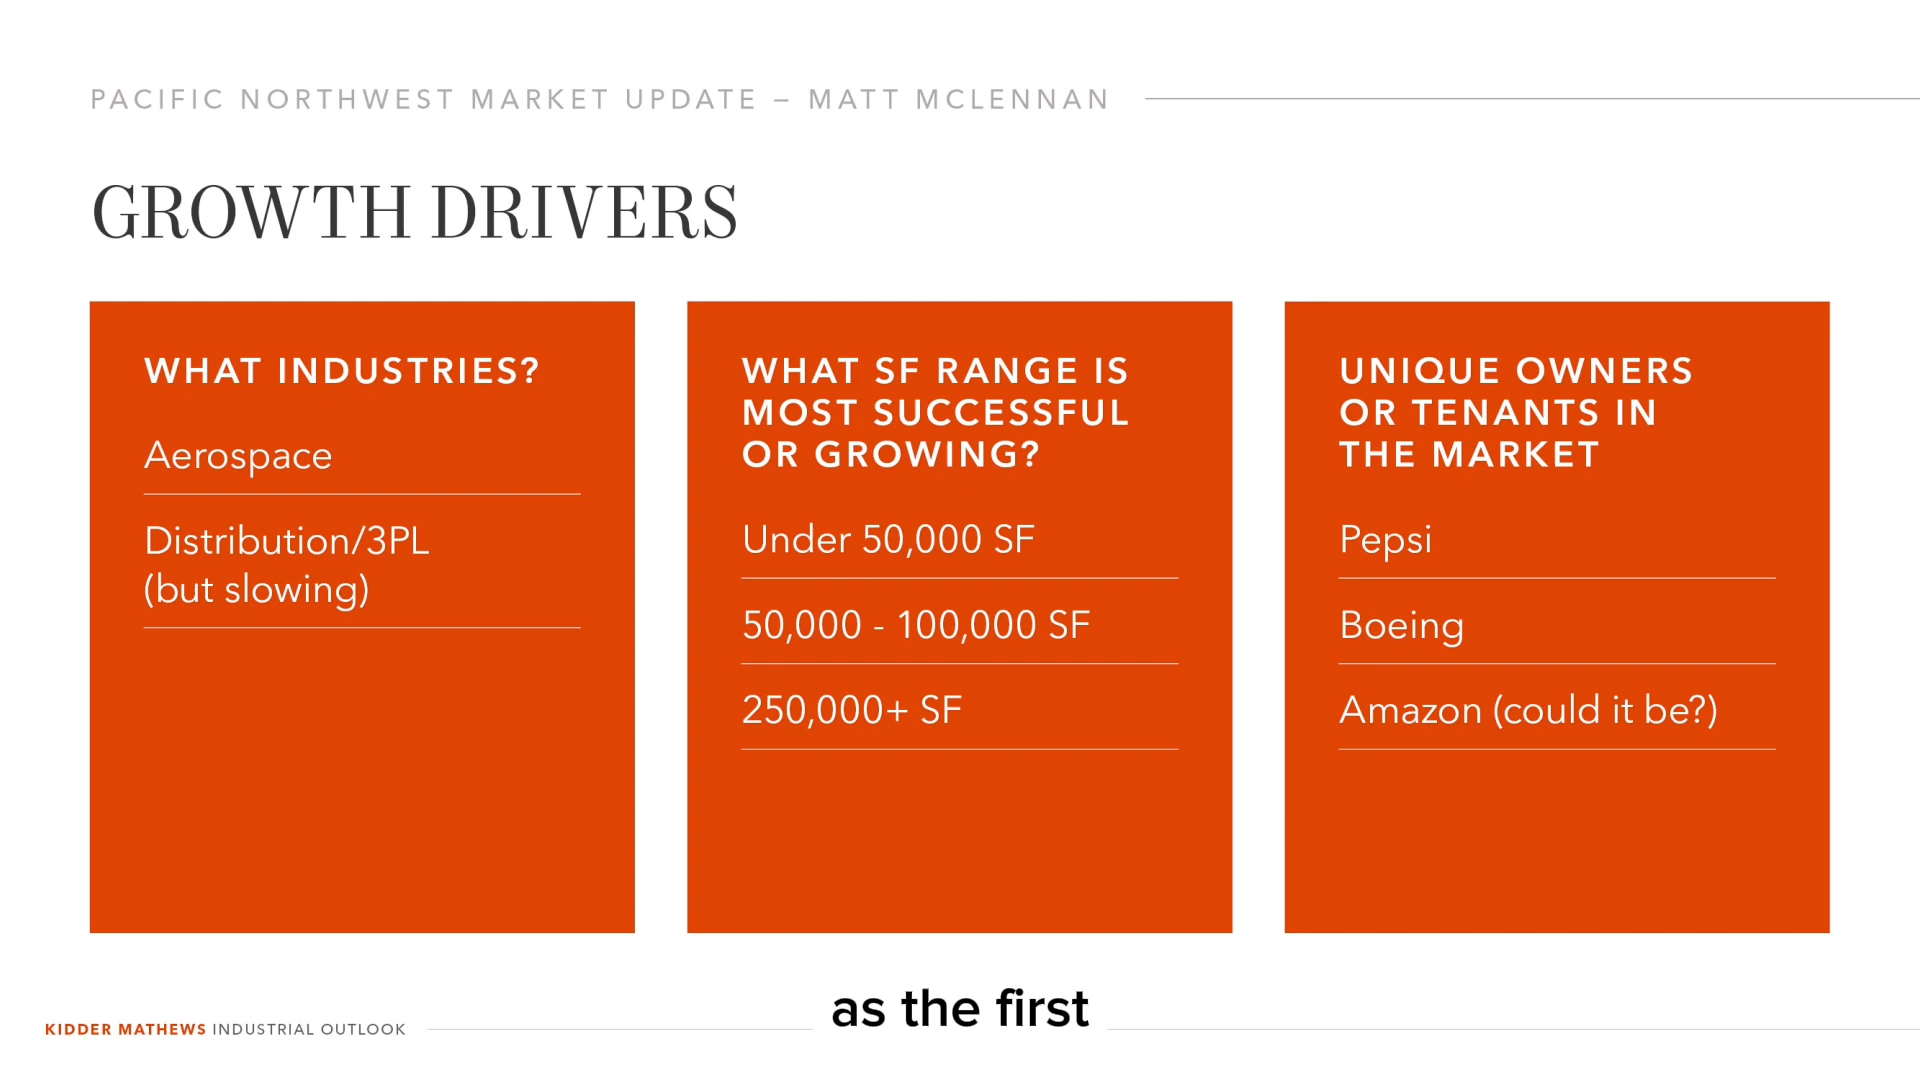 PACIFIC NORTHWEST MARKET UPDATE – MATT MCLENNAN
GROWTH DRIVERS
WHAT INDUSTRIES?
Aerospace
Distribution/3PL
(but slowing)
WHAT SF RANGE IS
MOST SUCCESSFUL
OR GROWING?
Under 50,000 SF
50,000 - 100,000 SF
250,000+ SF
UNIQUE OWNERS
OR TENANTS IN
THE MARKET
Pepsi
Boeing
Amazon (could it be?)
as the first
KIDDER MATHEWS INDUSTRIAL OUTLOOK